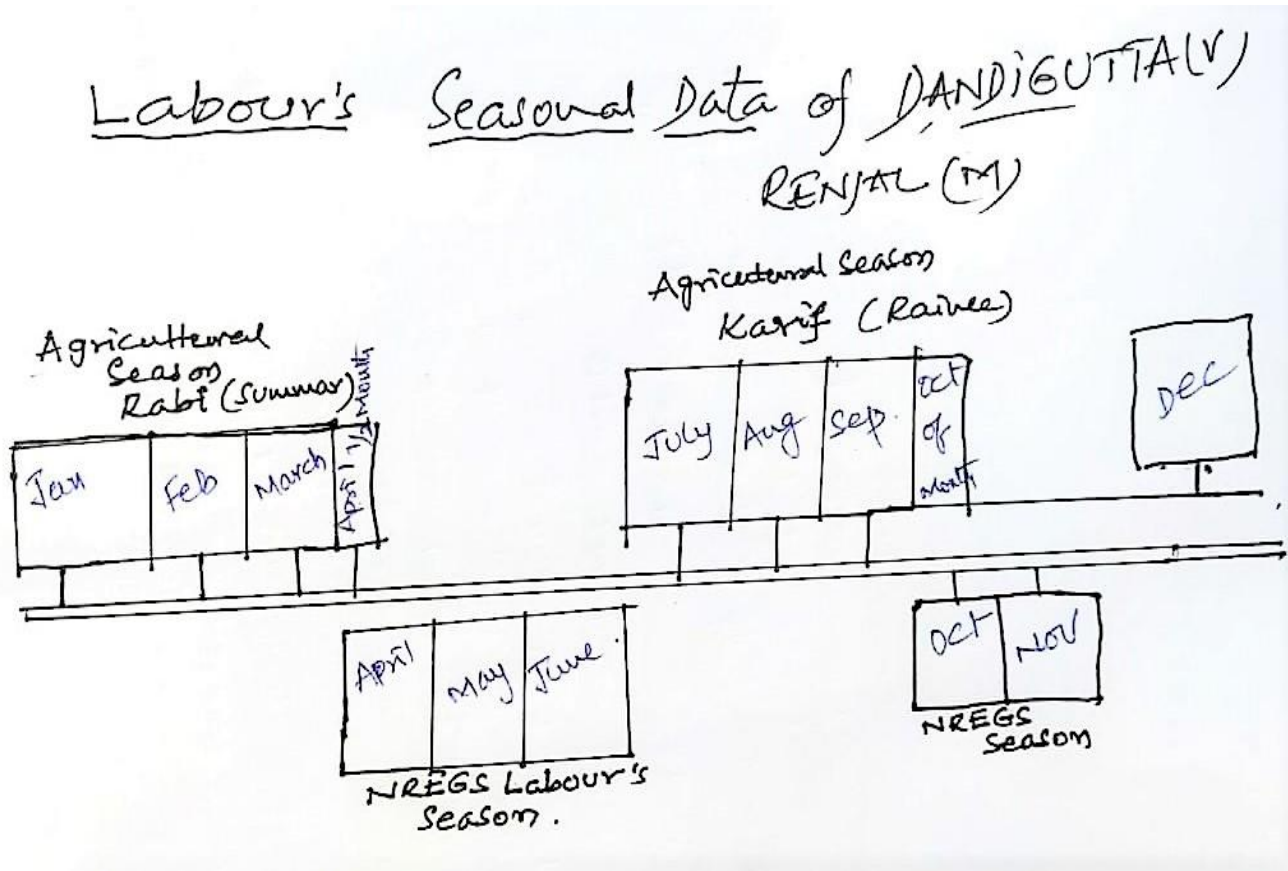 Labour's Seasonal Data of DANDIGUTTA(V)
RENJAL (M)
Agricultural
Season
Rabi (Summar)
Jan
Feb
March
April 1/2 Month
Agricultural Season
Karif (Rainee)
July
Aug
Sep.
Oct
of
Month
Dec
April
May
June.
NREGS Labour's
Season.
Oct
Nov
NREGS
Season